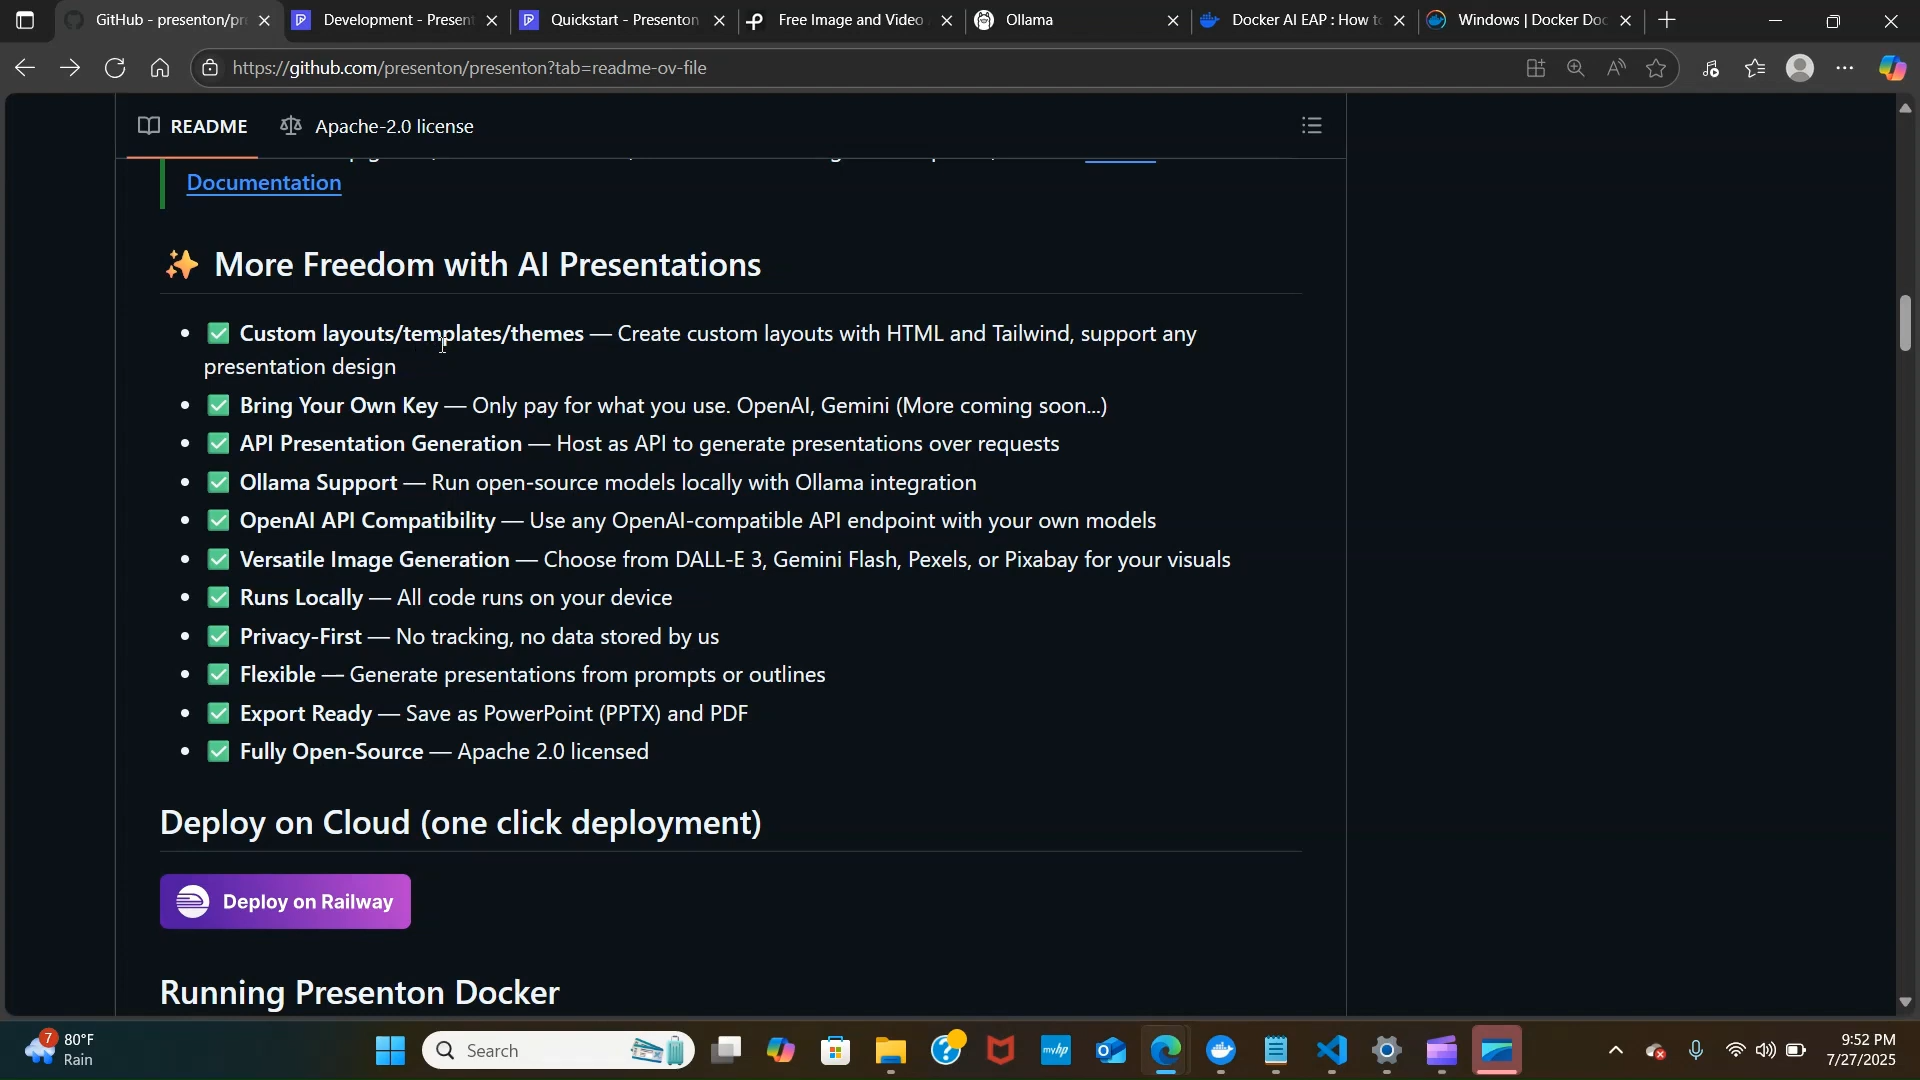 GitHub - presenton/pr
Development - Present
Quickstart - Presenton
Free Image and Video
Ollama
Docker AI EAP : How to
Windows | Docker Doc
https://github.com/presenton/presenton?tab=readme-ov-file
README
Apache-2.0 license
Documentation
✨ More Freedom with AI Presentations
• ✅ Custom layouts/templates/themes — Create custom layouts with HTML and Tailwind, support any
presentation design
• ✅ Bring Your Own Key — Only pay for what you use. OpenAI, Gemini (More coming soon...)
• ✅ API Presentation Generation — Host as API to generate presentations over requests
• ✅ Ollama Support — Run open-source models locally with Ollama integration
• ✅ OpenAI API Compatibility — Use any OpenAI-compatible API endpoint with your own models
• ✅ Versatile Image Generation — Choose from DALL-E 3, Gemini Flash, Pexels, or Pixabay for your visuals
• ✅ Runs Locally — All code runs on your device
• ✅ Privacy-First — No tracking, no data stored by us
• ✅ Flexible — Generate presentations from prompts or outlines
• ✅ Export Ready — Save as PowerPoint (PPTX) and PDF
• ✅ Fully Open-Source — Apache 2.0 licensed
Deploy on Cloud (one click deployment)
Deploy on Railway
Running Presenton Docker
7
80°F
Rain
Search
myhp
9:52 PM
7/27/2025